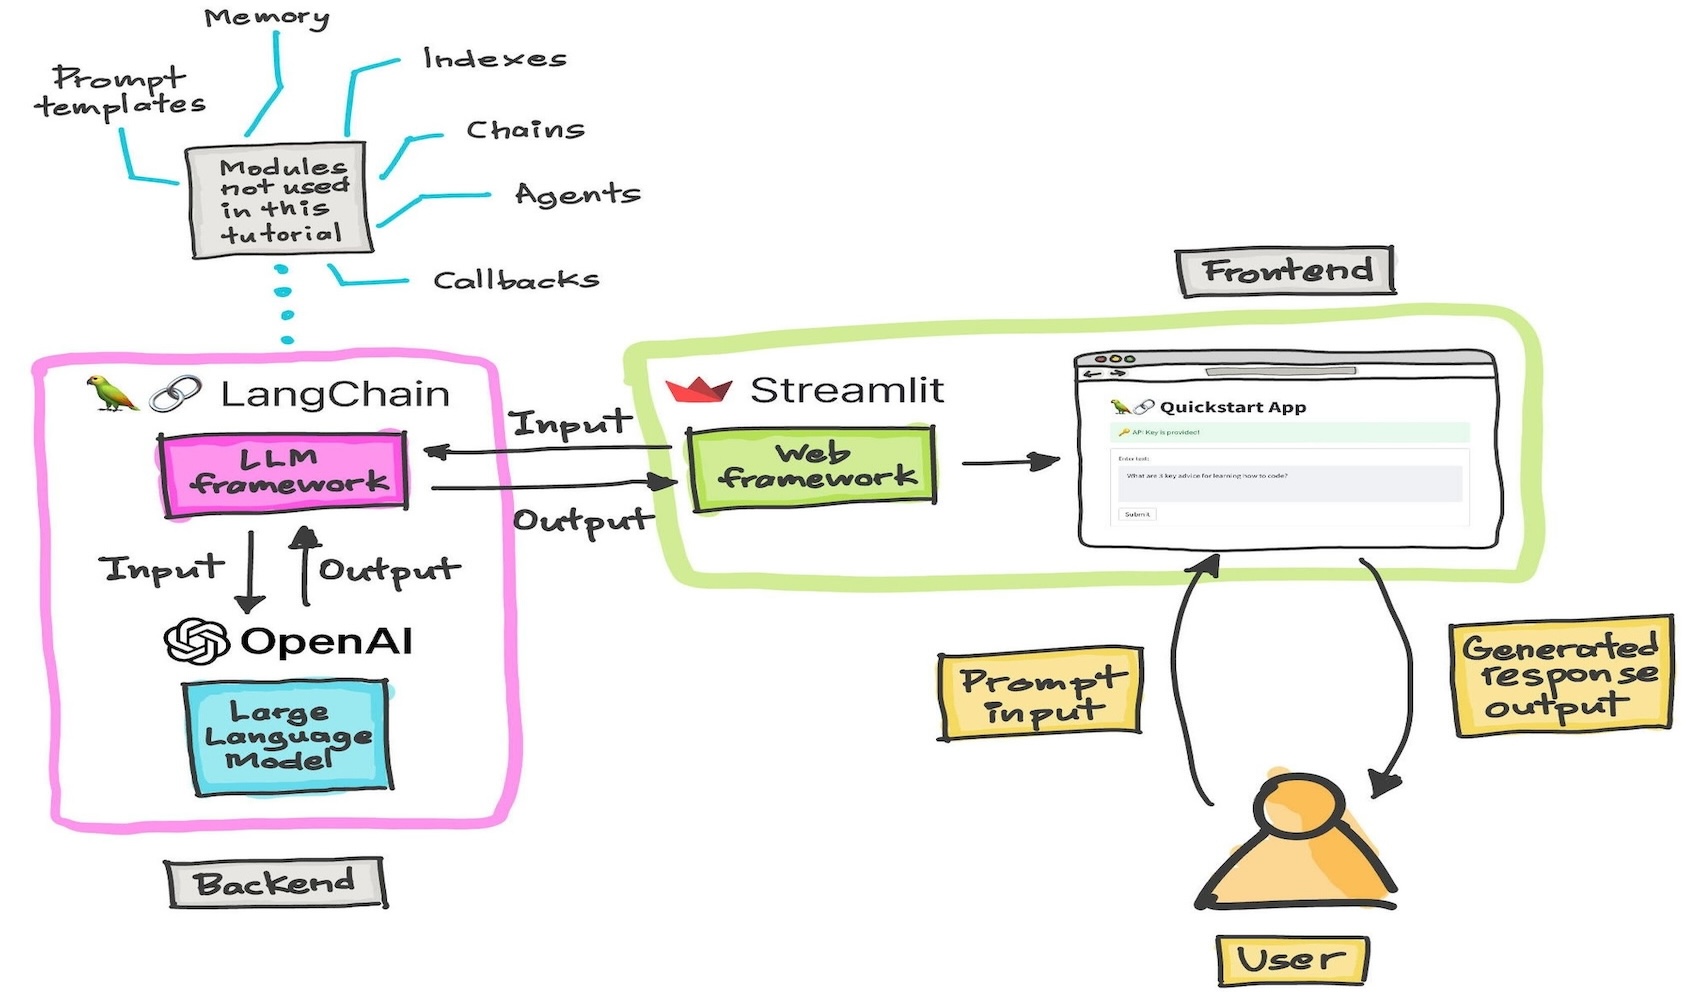 Memory
Indexes
Prompt
templates
Chains
Modules
not used
in this
tutorial
Agents
Callbacks
Frontend
LangChain
LLM
framework
Input
Output
Input
Output
OpenAI
Large
Language
Model
Backend
Streamlit
Web
framework
Quickstart App
API Key is provided!
Enter text:
What are 3 key advice for learning how to code?
Submit
Prompt
input
Generated
response
output
User